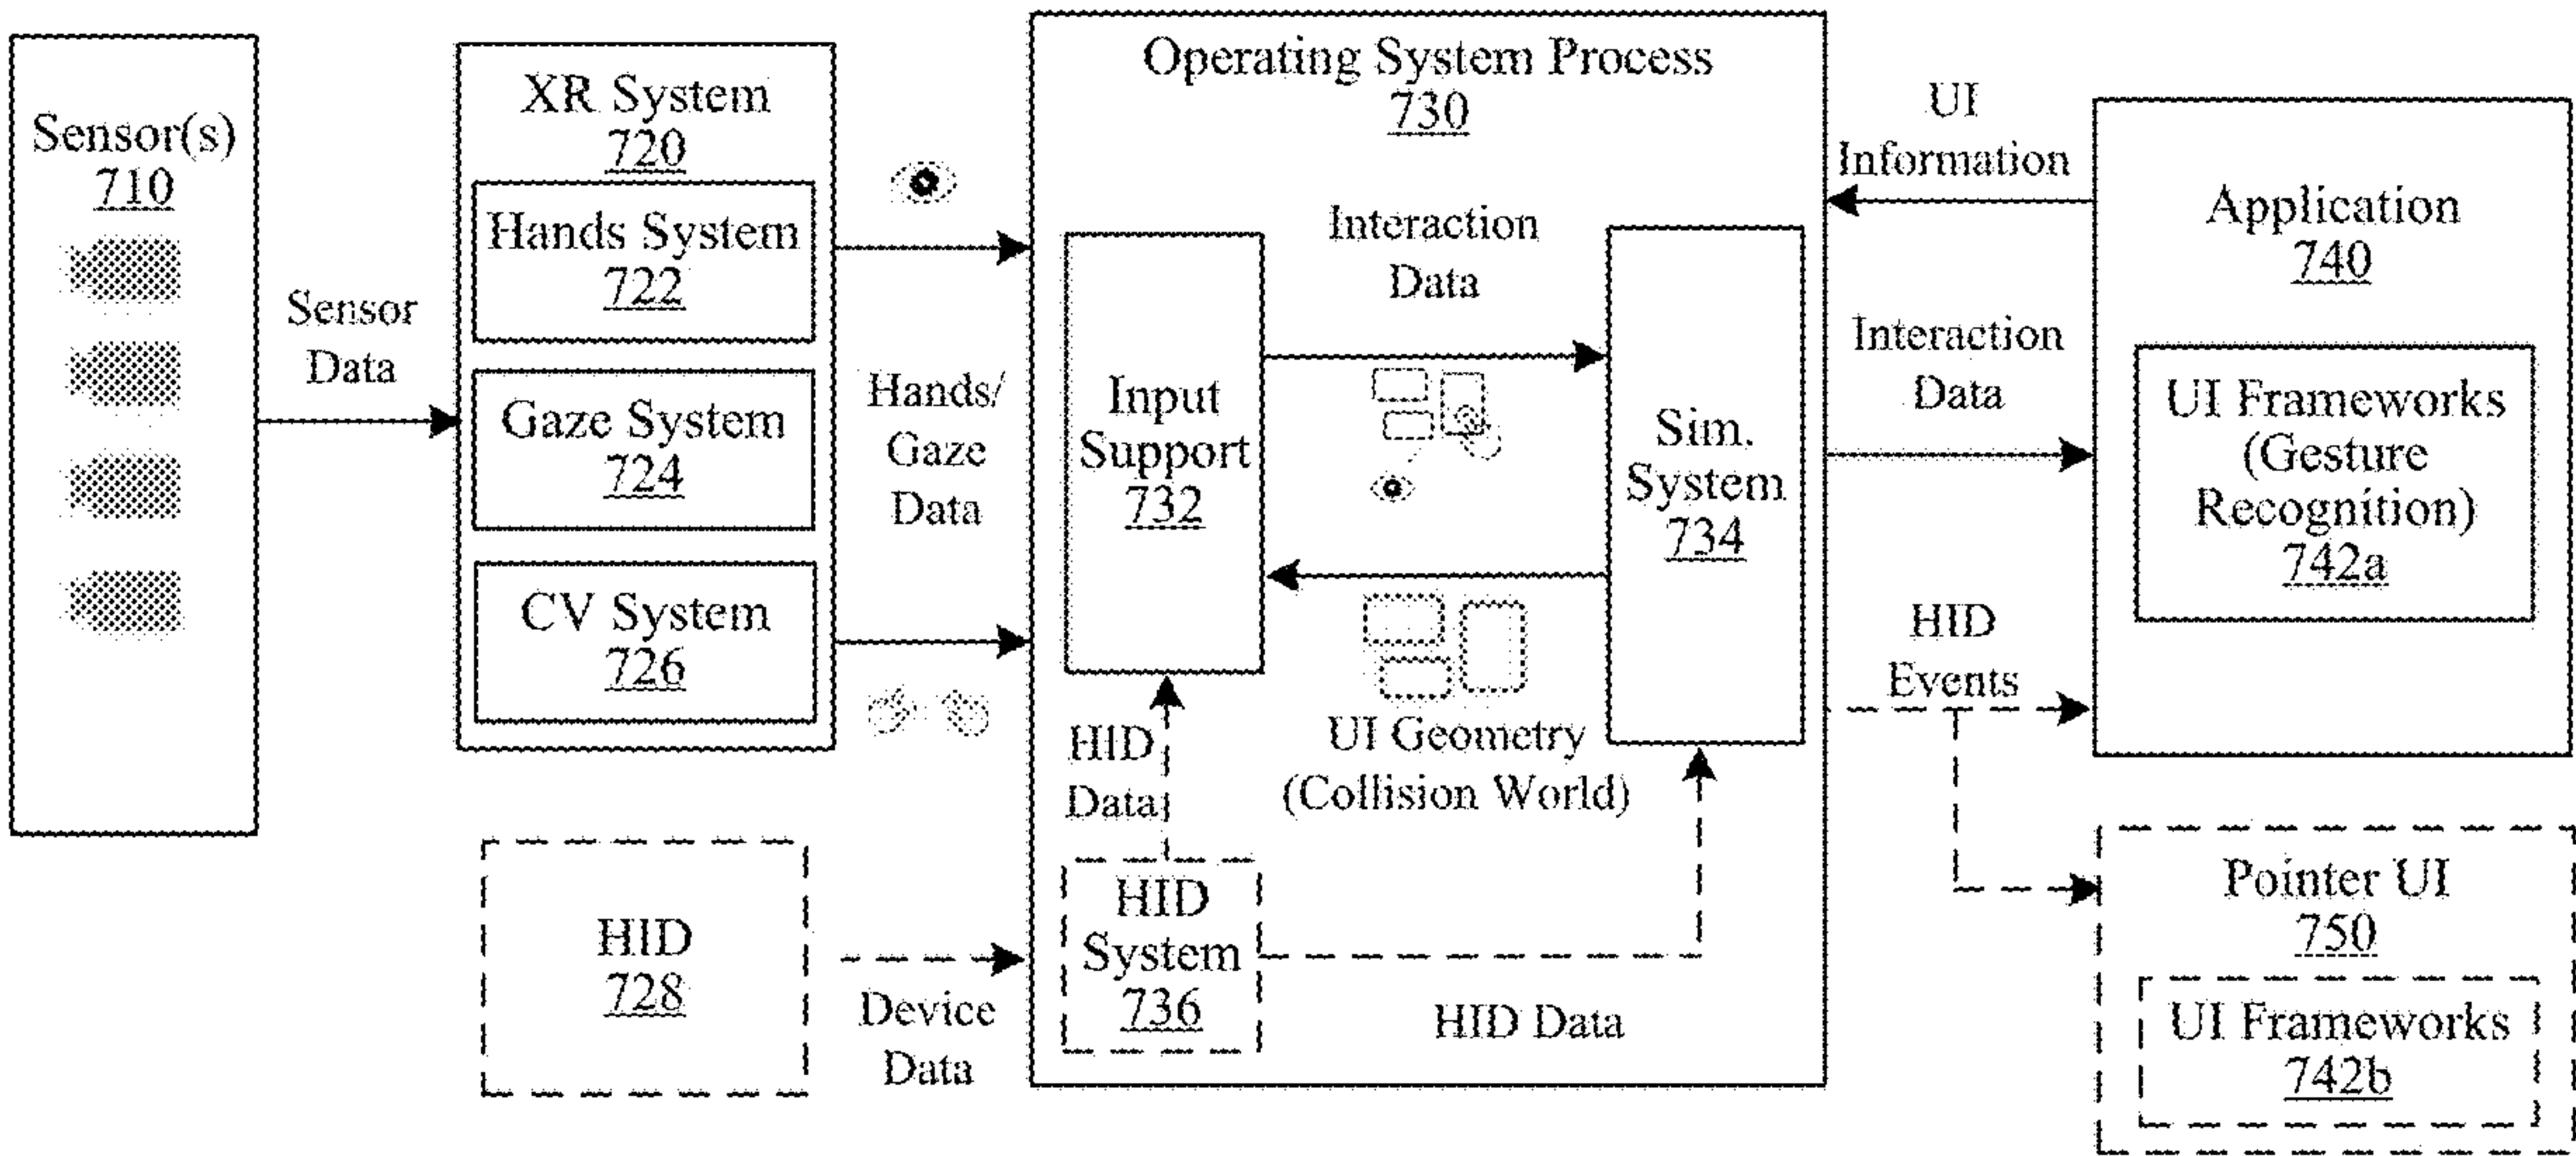 Sensor(s)
710
Sensor
Data
XR System
720
Hands System
722
Gaze System
724
CV System
726
HID
728
Hands/
Gaze
Data
Device
Data
Operating System Process
730
Input
Support
732
Interaction
Data
Sim.
System
734
UI Geometry
(Collision World)
HID
Data
HID
System
736
HID Data
UI
Information
Interaction
Data
HID
Events
Application
740
UI Frameworks
(Gesture
Recognition)
742a
Pointer UI
750
UI Frameworks
742b